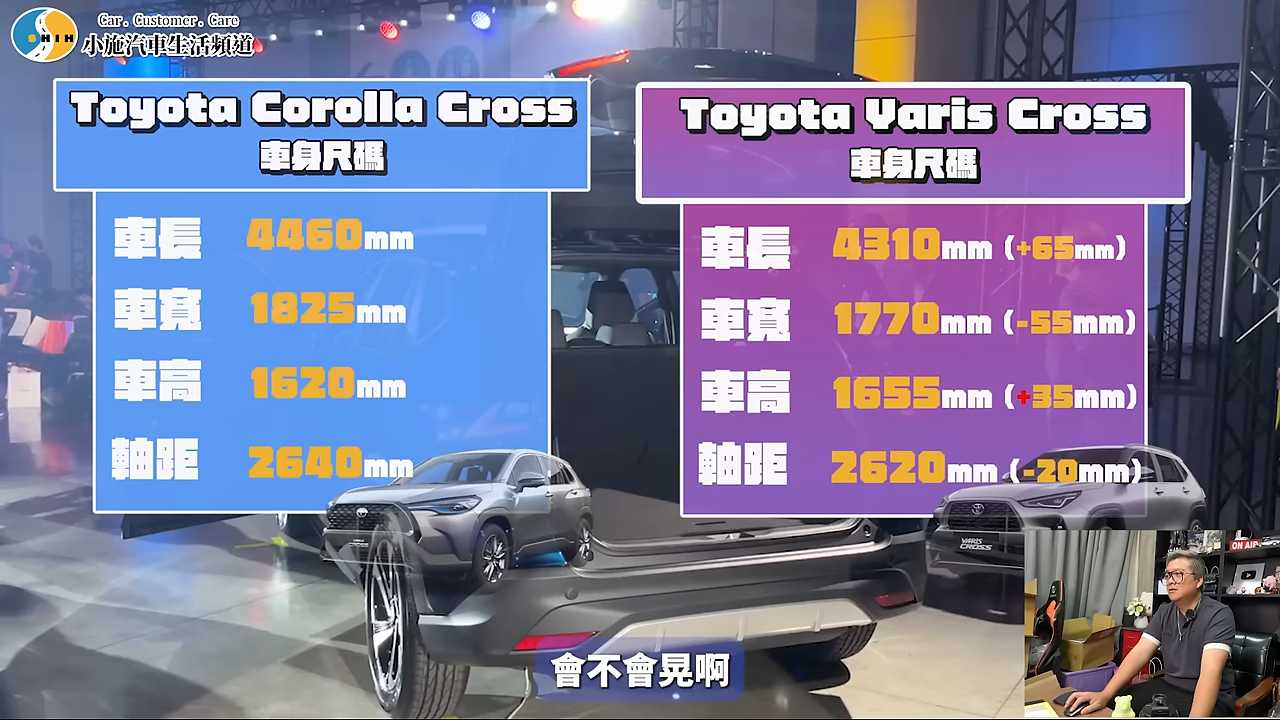 Car . Customer . Care
SHIH
小施汽車生活頻道
Toyota Corolla Cross
車身尺碼
車長 4460mm
車寬 1825mm
車高 1620mm
軸距 2640mm
Toyota Yaris Cross
車身尺碼
車長 4310mm (+65mm)
車寬 1770mm (-55mm)
車高 1655mm (+35mm)
軸距 2620mm (-20mm)
YARIS
CROSS
ON AIR
會不會晃啊